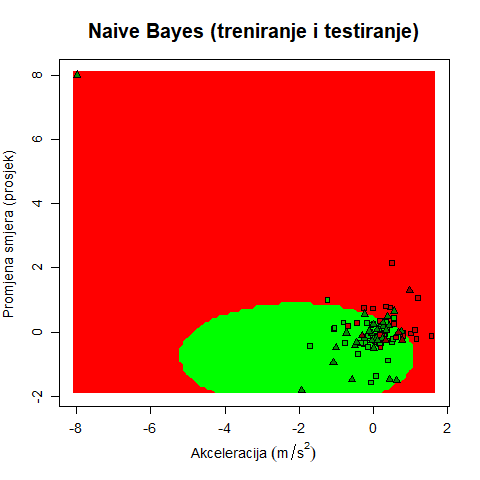 Naive Bayes (treniranje i testiranje)
Promjena smjera (prosjek)
8
6
4
2
0
-2
-8 -6 -4 -2 0 2
Akceleracija (m/s²)